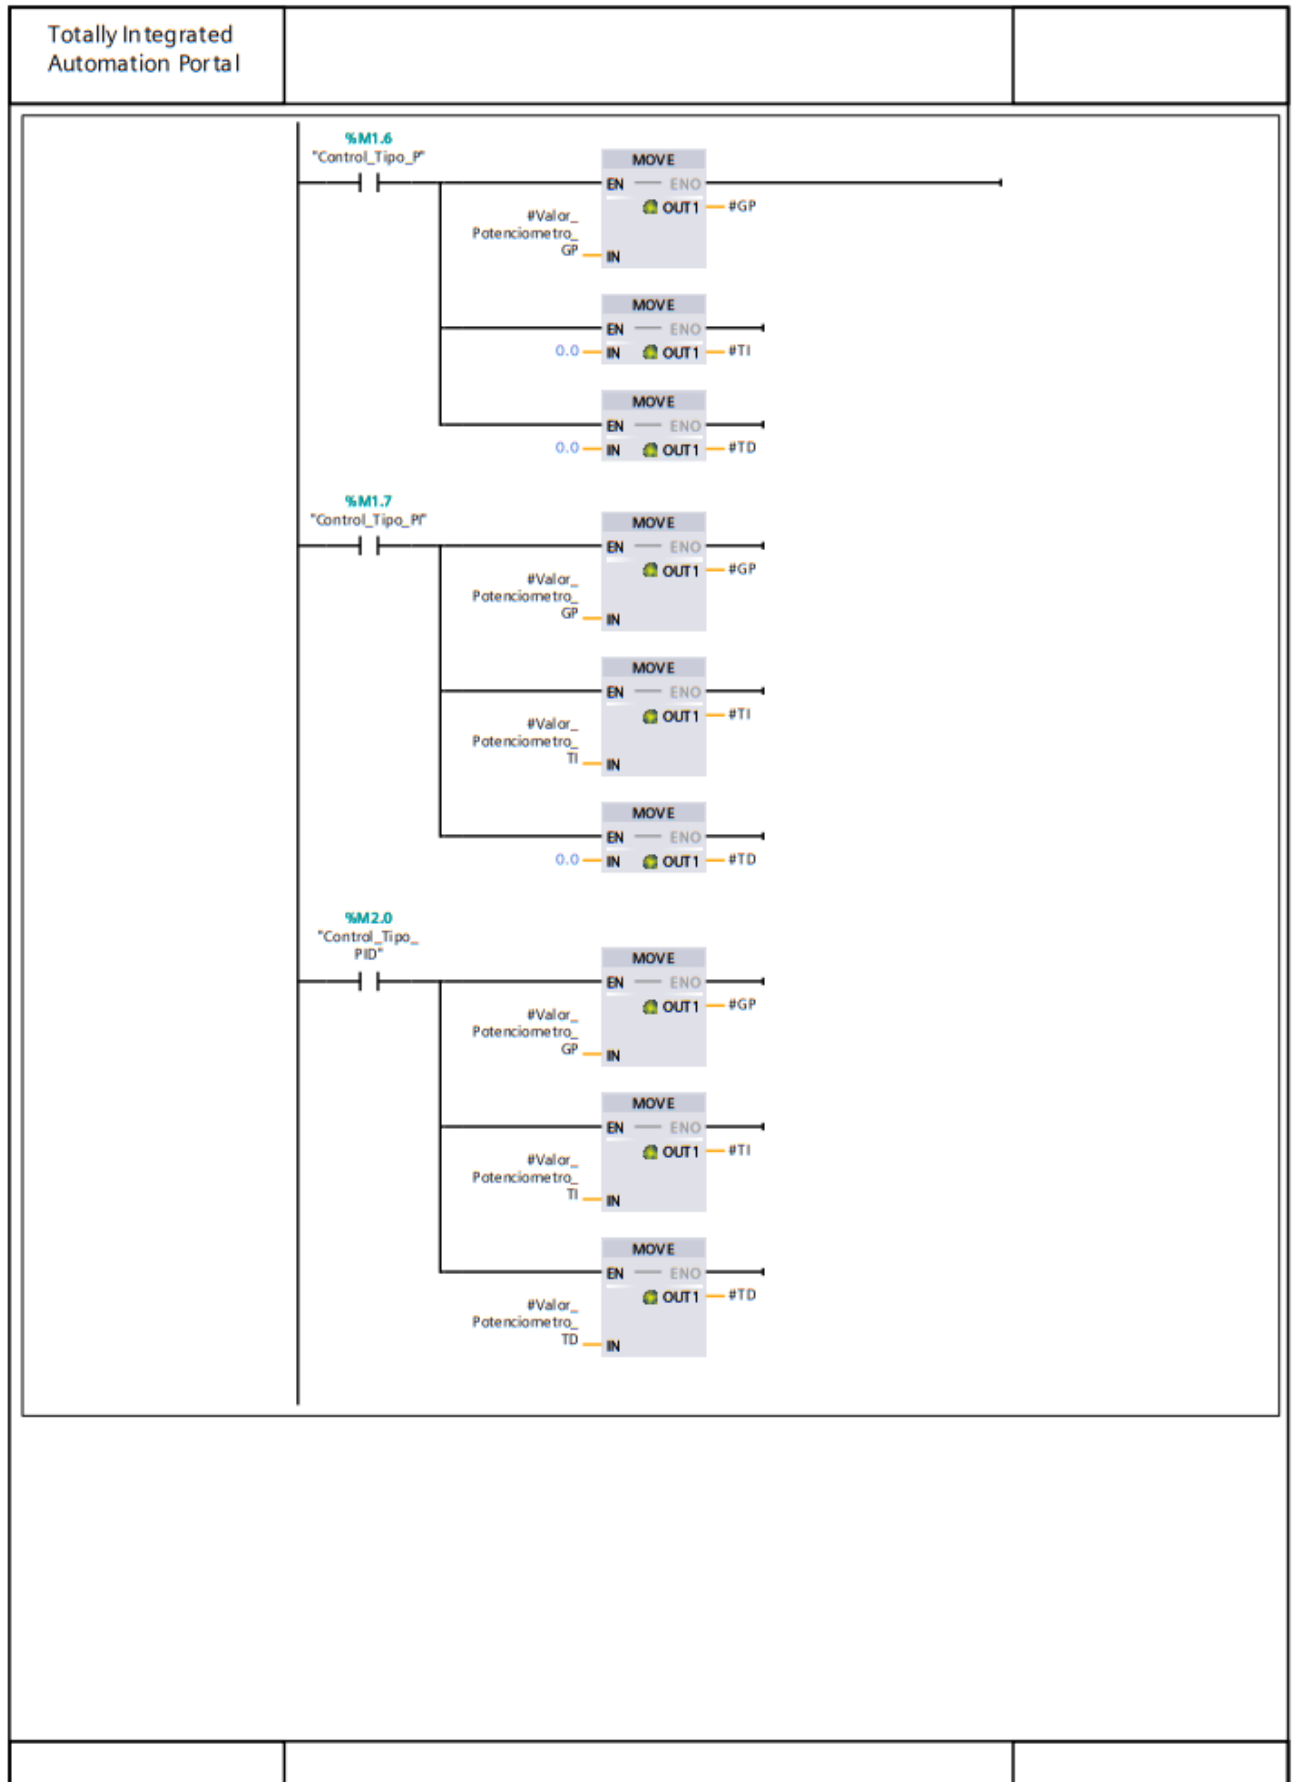 Totally Integrated
Automation Portal
%M1.6
"Control_Tipo_P"
MOVE
EN ENO
OUT1 #GP
#Valor_
Potenciometro_
GP IN
MOVE
EN ENO
0.0 IN OUT1 #TI
MOVE
EN ENO
0.0 IN OUT1 #TD
%M1.7
"Control_Tipo_PI"
MOVE
EN ENO
OUT1 #GP
#Valor_
Potenciometro_
GP IN
MOVE
EN ENO
OUT1 #TI
#Valor_
Potenciometro_
TI IN
MOVE
EN ENO
0.0 IN OUT1 #TD
%M2.0
"Control_Tipo_
PID"
MOVE
EN ENO
OUT1 #GP
#Valor_
Potenciometro_
GP IN
MOVE
EN ENO
OUT1 #TI
#Valor_
Potenciometro_
TI IN
MOVE
EN ENO
OUT1 #TD
#Valor_
Potenciometro_
TD IN